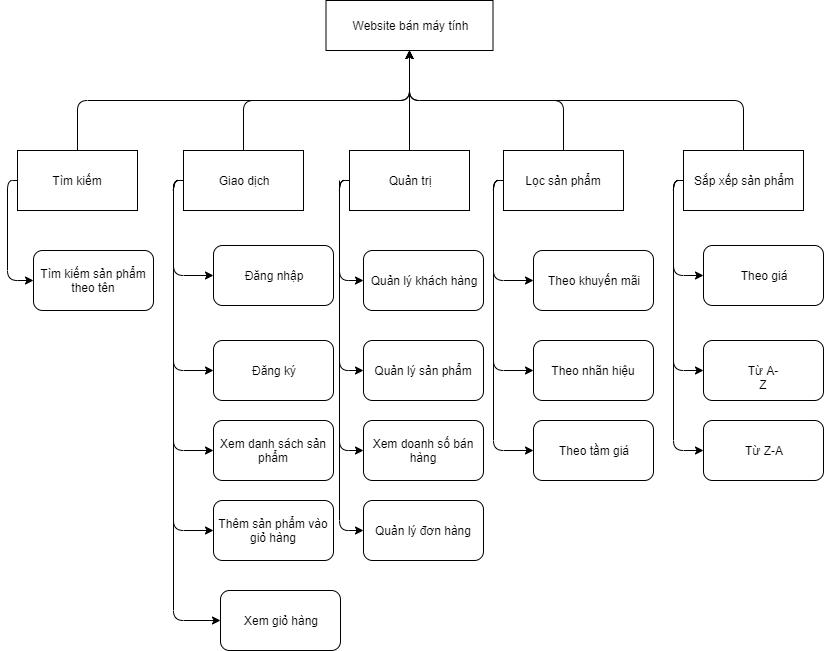 Website bán máy tính
Tìm kiếm
Giao dịch
Quản trị
Lọc sản phẩm
Sắp xếp sản phẩm
Tìm kiếm sản phẩm
theo tên
Đăng nhập
Đăng ký
Xem danh sách sản
phẩm
Thêm sản phẩm vào
giỏ hàng
Xem giỏ hàng
Quản lý khách hàng
Quản lý sản phẩm
Xem doanh số bán
hàng
Quản lý đơn hàng
Theo khuyến mãi
Theo nhãn hiệu
Theo tầm giá
Theo giá
Từ A-
Z
Từ Z-A